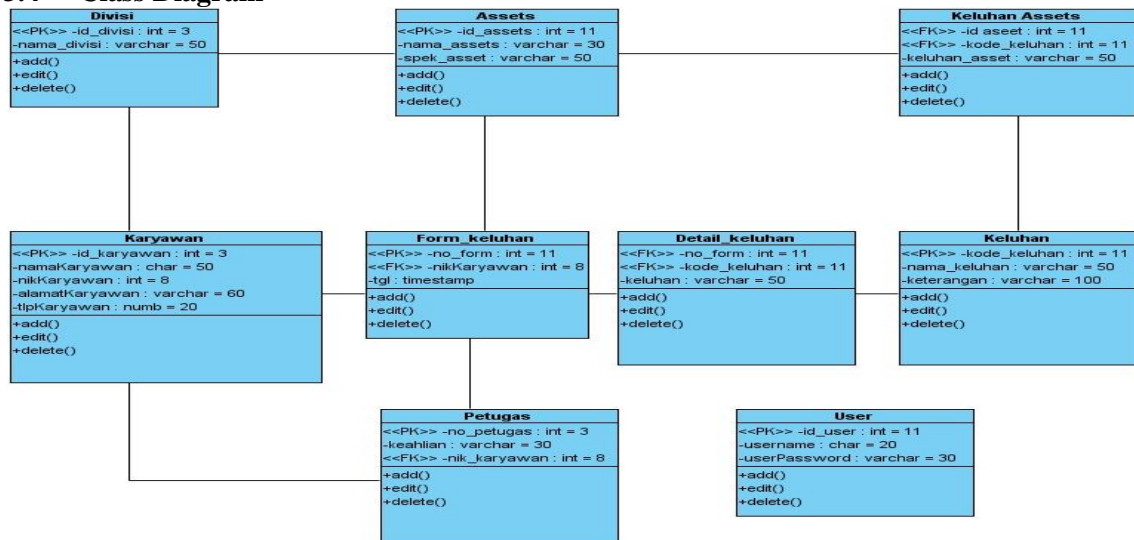 Class Diagram
Divisi
<<PK>> -id_divisi : int = 3
-nama_divisi : varchar = 50
+add()
+edit()
+delete()
Assets
<<PK>> -id_assets : int = 11
-nama_assets : varchar = 30
-spek_asset : varchar = 50
+add()
+edit()
+delete()
Keluhan Assets
<<FK>> -id aseet : int = 11
<<FK>> -kode_keluhan : int = 11
-keluhan_asset : varchar = 50
+add()
+edit()
+delete()
Karyawan
<<PK>> -id_karyawan : int = 3
-namaKaryawan : char = 50
-nikKaryawan : int = 8
-alamatKaryawan : varchar = 60
-tlpKaryawan : numb = 20
+add()
+edit()
+delete()
Form_keluhan
<<PK>> -no_form : int = 11
<<FK>> -nikKaryawan : int = 8
-tgl : timestamp
+add()
+edit()
+delete()
Detail_keluhan
<<FK>> -no_form : int = 11
<<FK>> -kode_keluhan : int = 11
-keluhan : varchar = 50
+add()
+edit()
+delete()
Keluhan
<<PK>> -kode_keluhan : int = 11
-nama_keluhan : varchar = 50
-keterangan : varchar = 100
+add()
+edit()
+delete()
Petugas
<<PK>> -no_petugas : int = 3
-keahlian : varchar = 30
<<FK>> -nik_karyawan : int = 8
+add()
+edit()
+delete()
User
<<PK>> -id_user : int = 11
-username : char = 20
-userPassword : varchar = 30
+add()
+edit()
+delete()